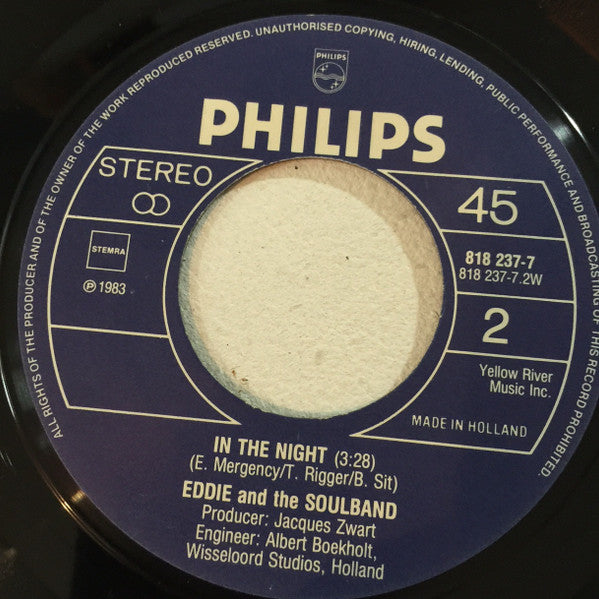 ALL RIGHTS OF THE PRODUCER AND OF THE OWNER OF THE WORK REPRODUCED RESERVED. UNAUTHORISED COPYING, HIRING, LENDING, PUBLIC PERFORMANCE AND BROADCASTING OF THIS RECORD PROHIBITED.
PHILIPS
PHILIPS
STEREO
45
STEMRA
818 237-7
818 237-7.2W
℗ 1983
2
Yellow River
Music Inc.
MADE IN HOLLAND
IN THE NIGHT (3:28)
(E. Mergency/T. Rigger/B. Sit)
EDDIE and the SOULBAND
Producer: Jacques Zwart
Engineer: Albert Boekholt,
Wisseloord Studios, Holland